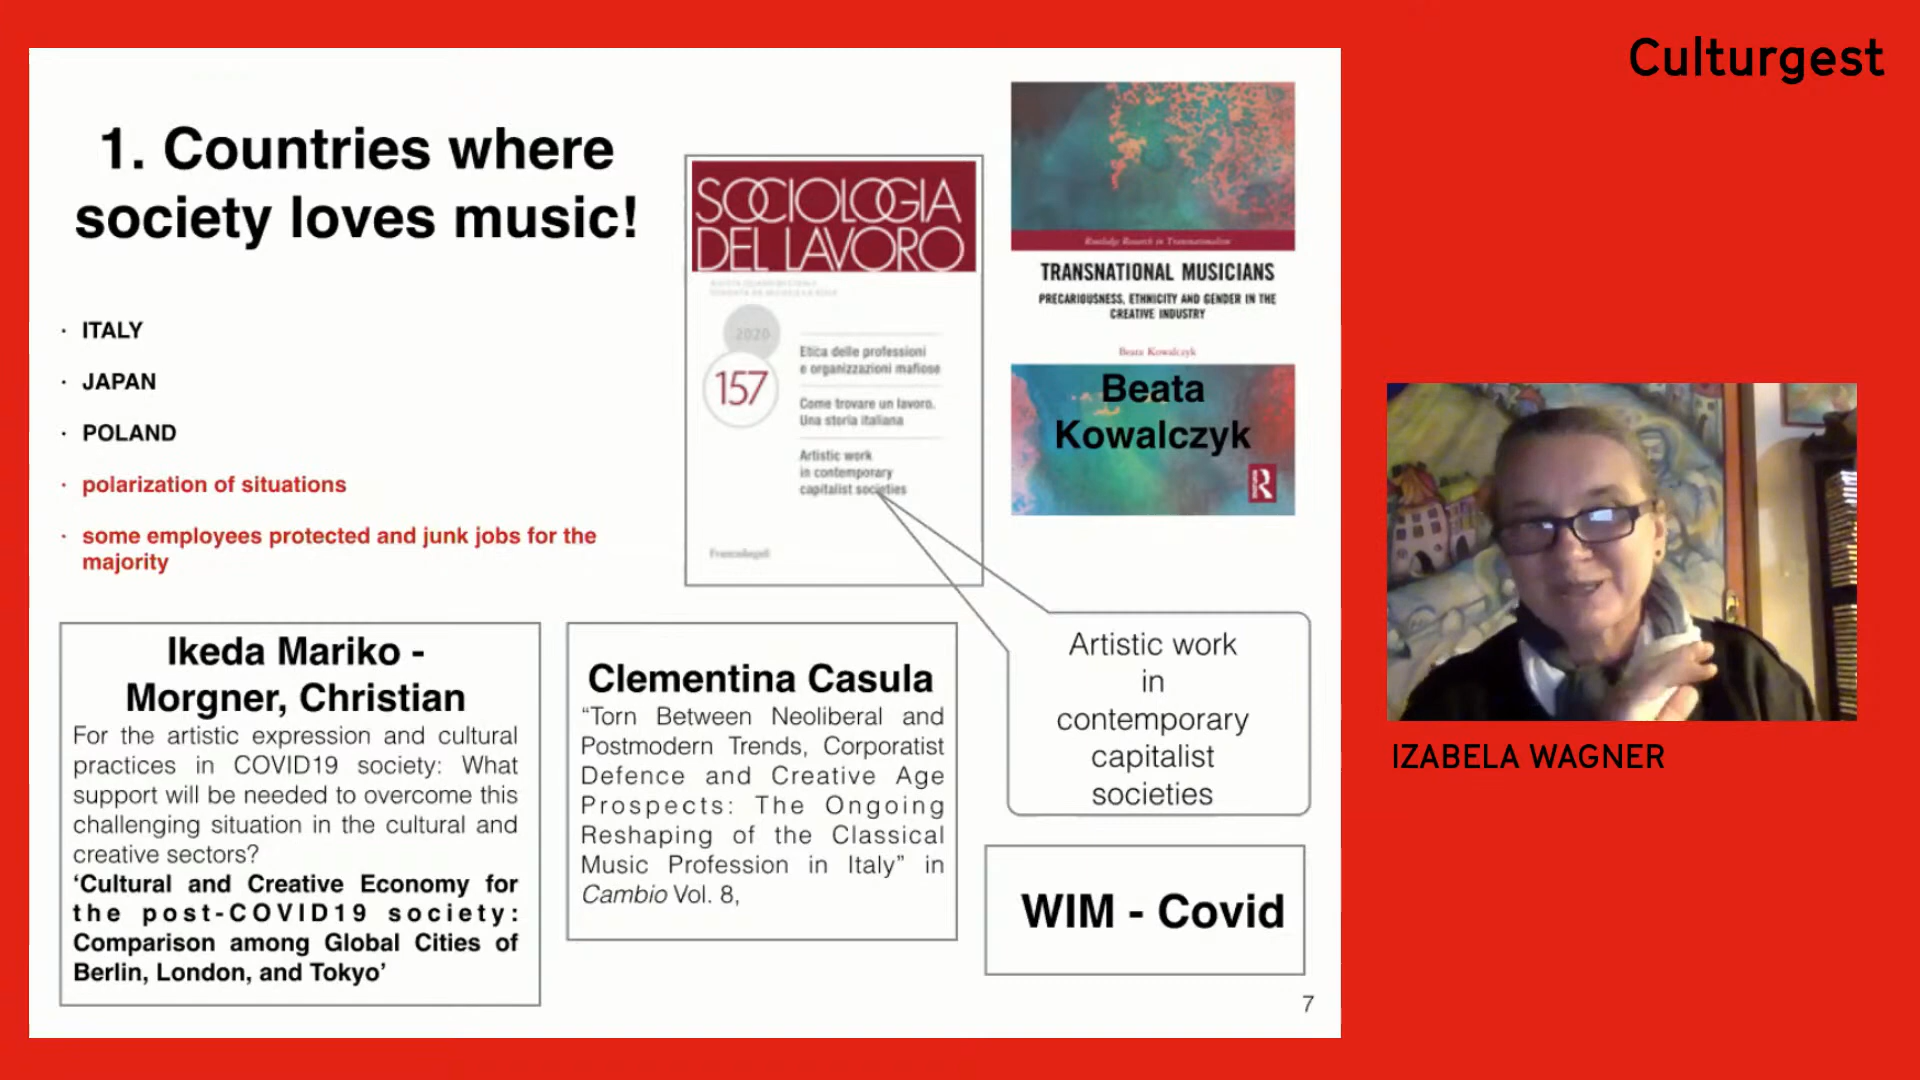 Culturgest
1. Countries where
society loves music!
· ITALY
· JAPAN
· POLAND
· polarization of situations
· some employees protected and junk jobs for the
majority
SOCIOLOGIA
DEL LAVORO
2020
157
Etica delle professioni
e organizzazioni mafiose
Come trovare un lavoro.
Una storia italiana
Artistic work
in contemporary
capitalist societies
FrancoAngeli
Routledge Research in Transnationalism
TRANSNATIONAL MUSICIANS
PRECARIOUSNESS, ETHNICITY AND GENDER IN THE
CREATIVE INDUSTRY
Beata Kowalczyk
Beata
Kowalczyk
R
Ikeda Mariko -
Morgner, Christian
For the artistic expression and cultural
practices in COVID19 society: What
support will be needed to overcome this
challenging situation in the cultural and
creative sectors?
‘Cultural and Creative Economy for
the post-COVID19 society:
Comparison among Global Cities of
Berlin, London, and Tokyo’
Clementina Casula
“Torn Between Neoliberal and
Postmodern Trends, Corporatist
Defence and Creative Age
Prospects: The Ongoing
Reshaping of the Classical
Music Profession in Italy” in
Cambio Vol. 8,
Artistic work
in
contemporary
capitalist
societies
WIM - Covid
7
IZABELA WAGNER